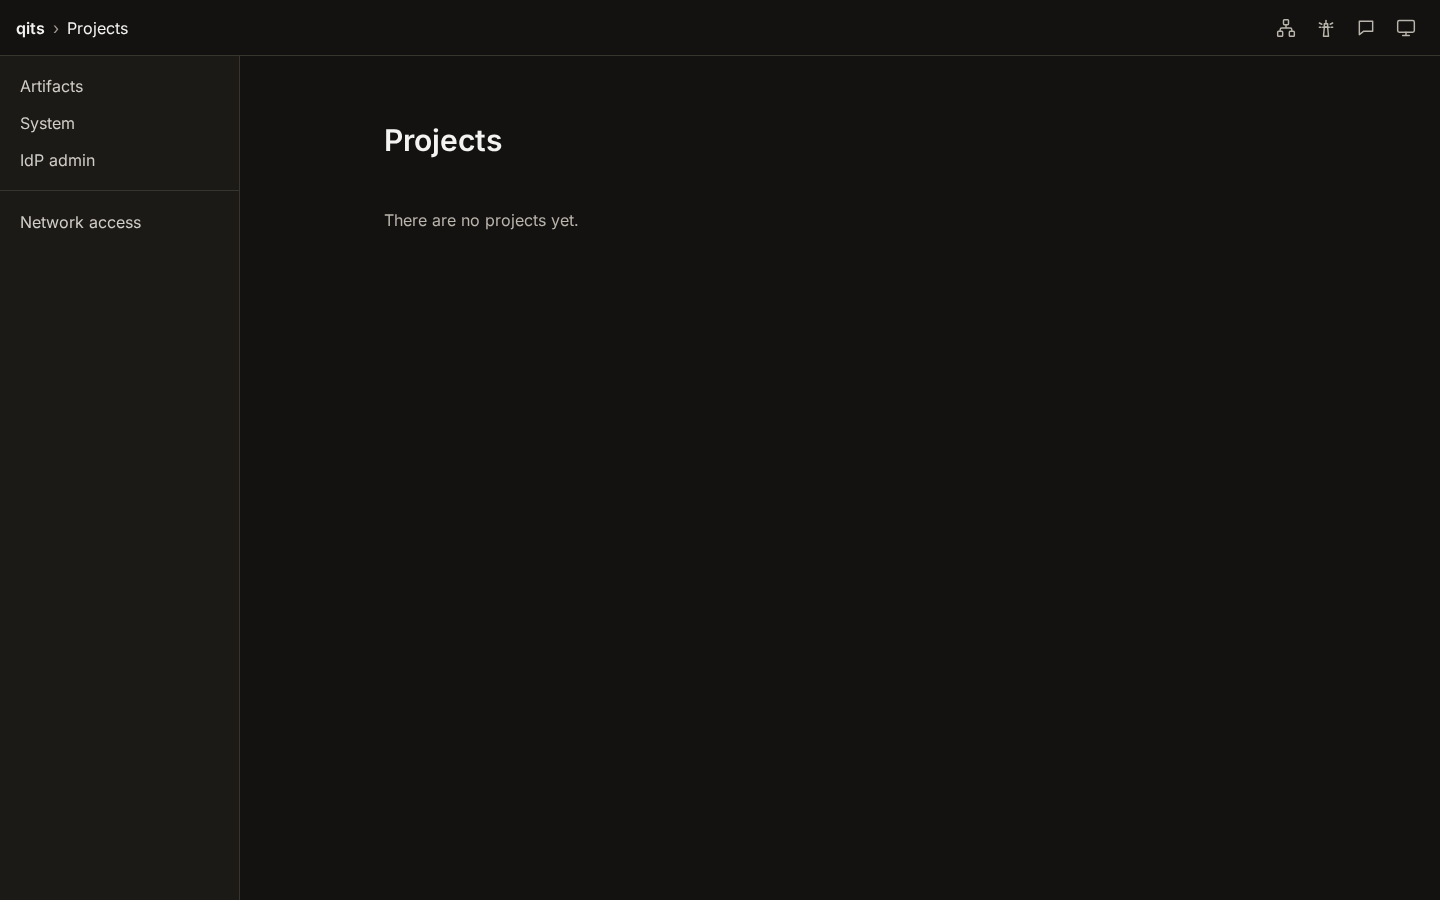 qits › Projects
Artifacts
System
IdP admin
Network access
Projects
There are no projects yet.